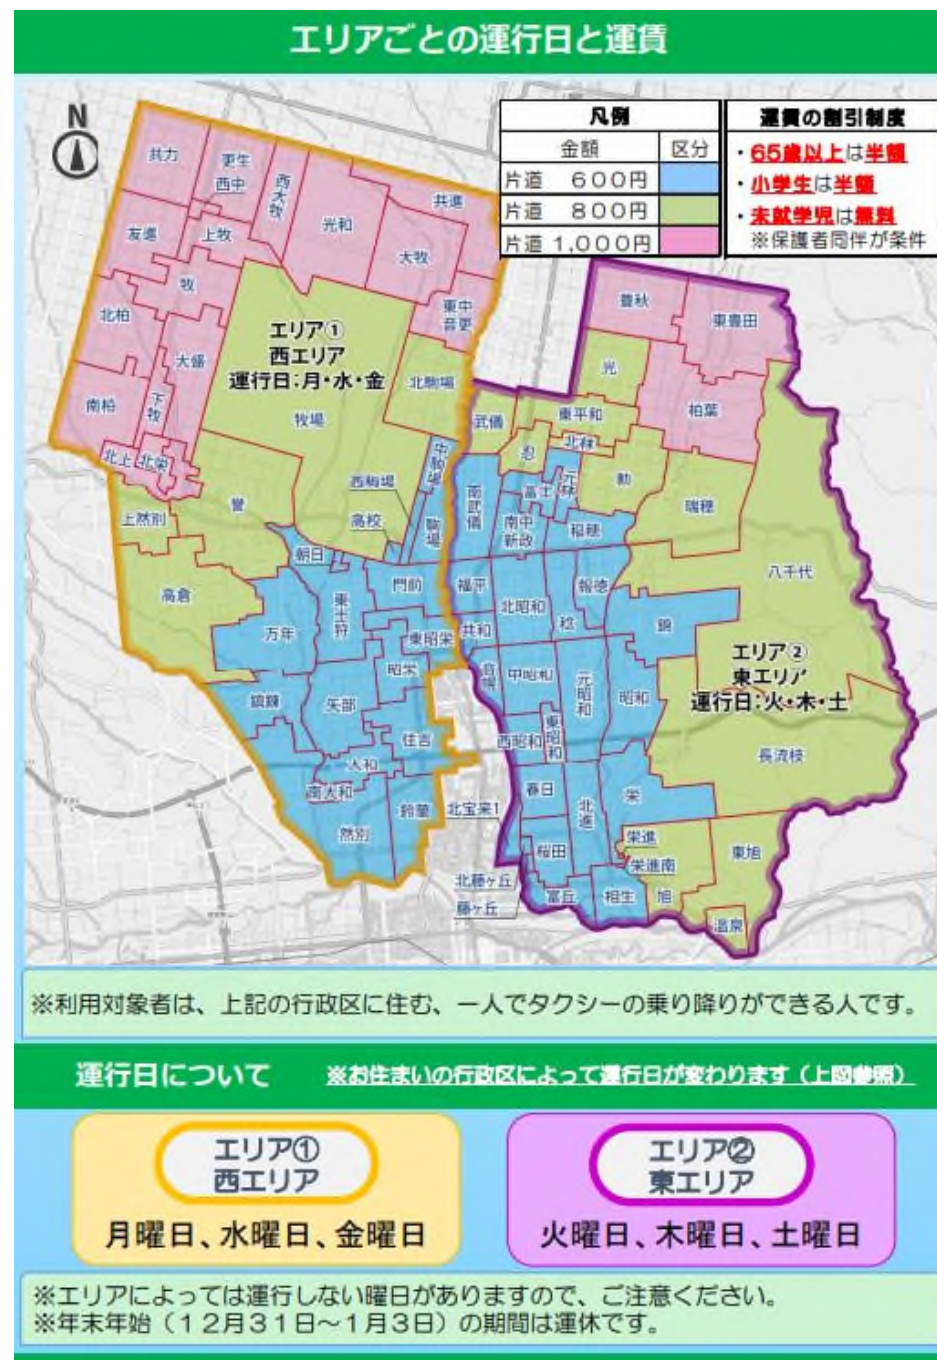 エリアごとの運行日と運賃
N
凡例
金額 区分
片道 600円
片道 800円
片道 1,000円
運賃の割引制度
・65歳以上は半額
・小学生は半額
・未就学児は無料
※保護者同伴が条件
共力
更生
西中
西大牧
光和
共進
友進
上牧
大牧
牧
北柏
東中音更
大盛
エリア①
西エリア
運行日:月・水・金
北駒場
牧場
南柏
下牧
北上
北栄
中駒場
西駒場
誉
上然別
高校
駒場
朝日
高倉
門前
万年
東士狩
東昭栄
昭栄
鎮錬
矢部
住吉
大和
南大和
鈴蘭
然別
北宝来1
豊秋
東豊田
光
武儀
東平和
柏葉
北林
忍
勲
富士
元林
南武儀
瑞穂
南中
新政
稲穂
八千代
福平
報徳
北昭和
稔
共和
錦
エリア②
東エリア
運行日:火・木・土
音幌
中昭和
元昭和
昭和
西昭和
東昭和
長流枝
春日
北進
栄
栄進
桜田
東旭
栄進南
北藤ヶ丘
富丘
相生
旭
藤ヶ丘
温泉
※利用対象者は、上記の行政区に住む、一人でタクシーの乗り降りができる人です。
運行日について ※お住まいの行政区によって運行日が変わります（上図参照）
エリア①
西エリア
月曜日、水曜日、金曜日
エリア②
東エリア
火曜日、木曜日、土曜日
※エリアによっては運行しない曜日がありますので、ご注意ください。
※年末年始（12月31日～1月3日）の期間は運休です。